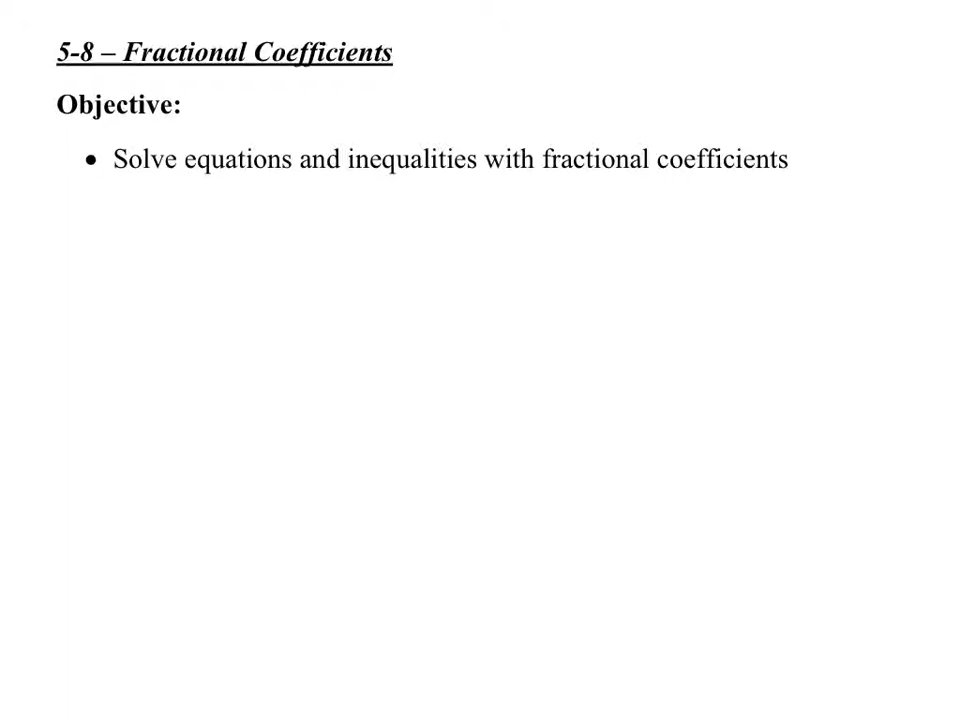 5-8 – Fractional Coefficients
Objective:
• Solve equations and inequalities with fractional coefficients